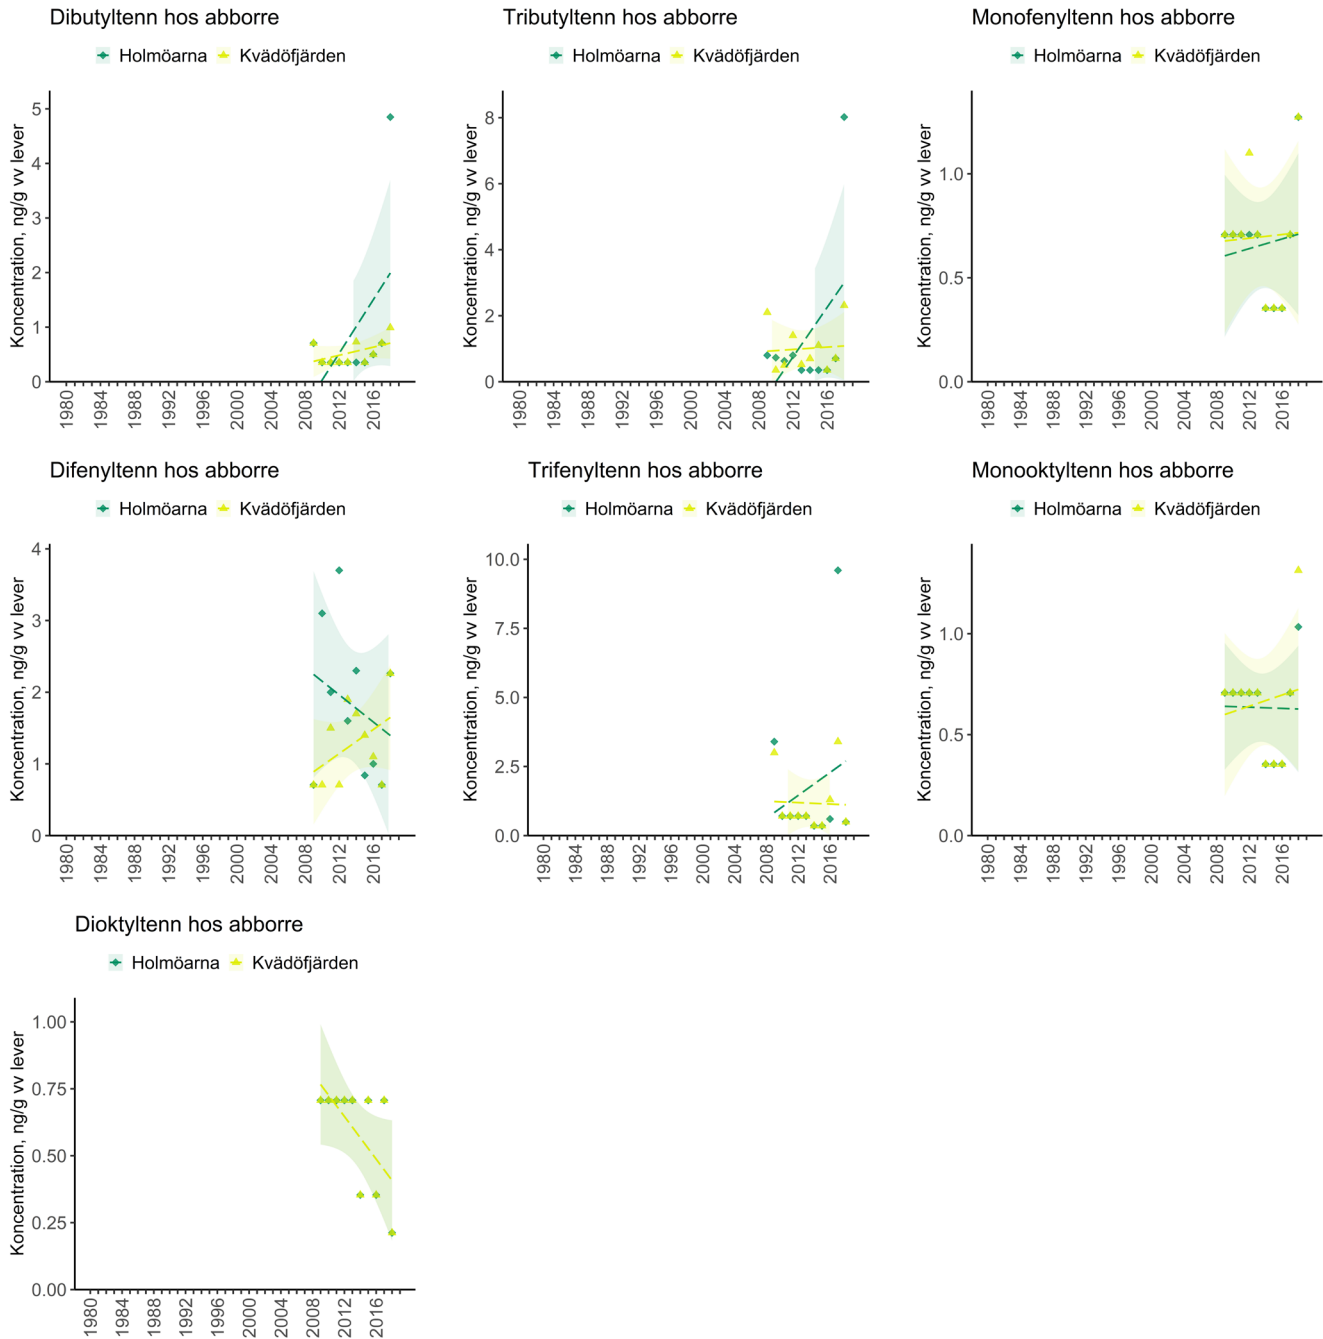 Dibutyltenn hos abborre
Holmöarna Kvädöfjärden
Koncentration, ng/g vv lever
5
4
3
2
1
0
1980 1984 1988 1992 1996 2000 2004 2008 2012 2016
Tributyltenn hos abborre
Holmöarna Kvädöfjärden
Koncentration, ng/g vv lever
8
6
4
2
0
1980 1984 1988 1992 1996 2000 2004 2008 2012 2016
Monofenyltenn hos abborre
Holmöarna Kvädöfjärden
Koncentration, ng/g vv lever
1.0
0.5
0.0
1980 1984 1988 1992 1996 2000 2004 2008 2012 2016
Difenyltenn hos abborre
Holmöarna Kvädöfjärden
Koncentration, ng/g vv lever
4
3
2
1
0
1980 1984 1988 1992 1996 2000 2004 2008 2012 2016
Trifenyltenn hos abborre
Holmöarna Kvädöfjärden
Koncentration, ng/g vv lever
10.0
7.5
5.0
2.5
0.0
1980 1984 1988 1992 1996 2000 2004 2008 2012 2016
Monooktyltenn hos abborre
Holmöarna Kvädöfjärden
Koncentration, ng/g vv lever
1.0
0.5
0.0
1980 1984 1988 1992 1996 2000 2004 2008 2012 2016
Dioktyltenn hos abborre
Holmöarna Kvädöfjärden
Koncentration, ng/g vv lever
1.00
0.75
0.50
0.25
0.00
1980 1984 1988 1992 1996 2000 2004 2008 2012 2016